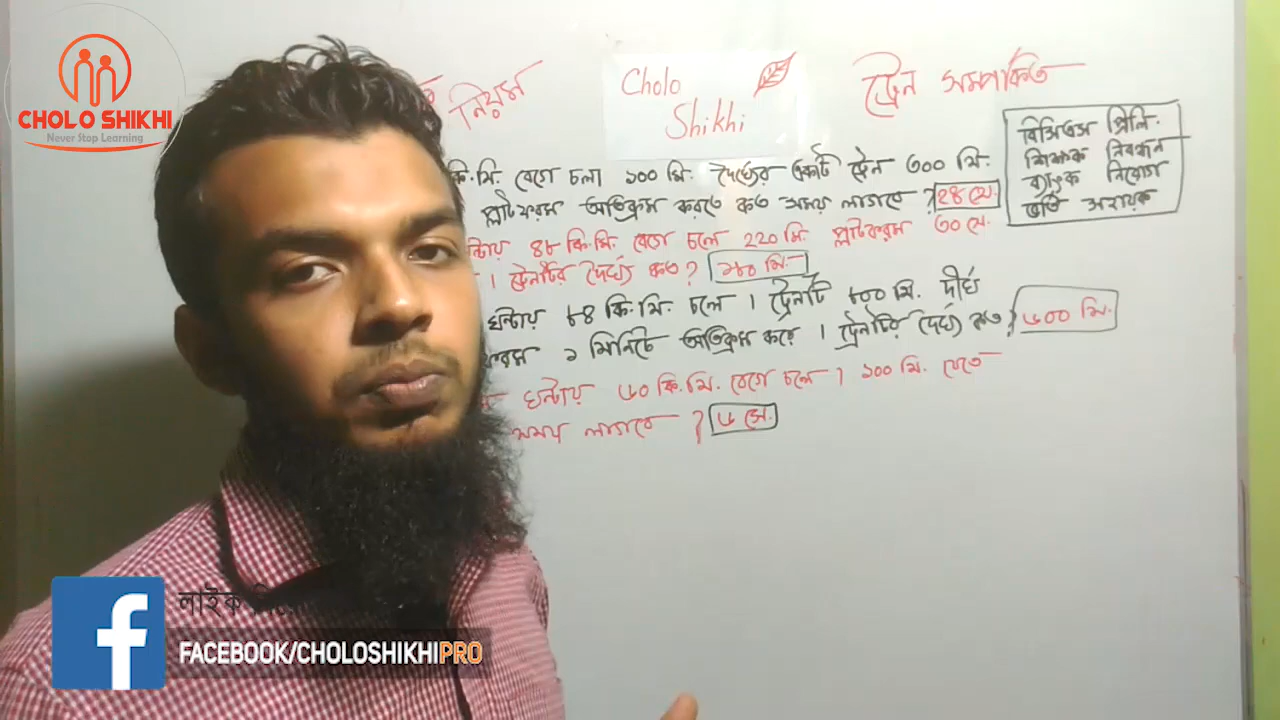 CHOLO SHIKHI
Never Stop Learning
নিয়ম
Cholo
Shikhi
ট্রেন সম্পর্কিত
বিসিএস প্রিলি.
শিক্ষক নিবন্ধন
ব্যাংক নিয়োগ
ভর্তি সহায়ক
কি.মি. বেগে চলা ১০০ মি. দৈর্ঘ্যের একটি ট্রেন ৩০০ মি.
প্লাটফরম অতিক্রম করতে কত সময় লাগবে ? ২৪ সে.
ঘন্টায় ৪৮ কি.মি. বেগে চলে ২২০ মি. প্লাটফরম ৩০ সে.
। ট্রেনটির দৈর্ঘ্য কত? ১৮০ মি.
ঘন্টায় ৮৪ কি.মি. চলে । ট্রেনটি ৮০০ মি. দীর্ঘ
১ মিনিটে অতিক্রম করে । ট্রেনটির দৈর্ঘ্য কত ? ৬০০ মি.
ঘন্টায় ৬০ কি.মি. বেগে চলে । ১০০ মি. যেতে
সময় লাগবে ? ৬ সে.
লাইক
FACEBOOK/CHOLOSHIKHIPRO